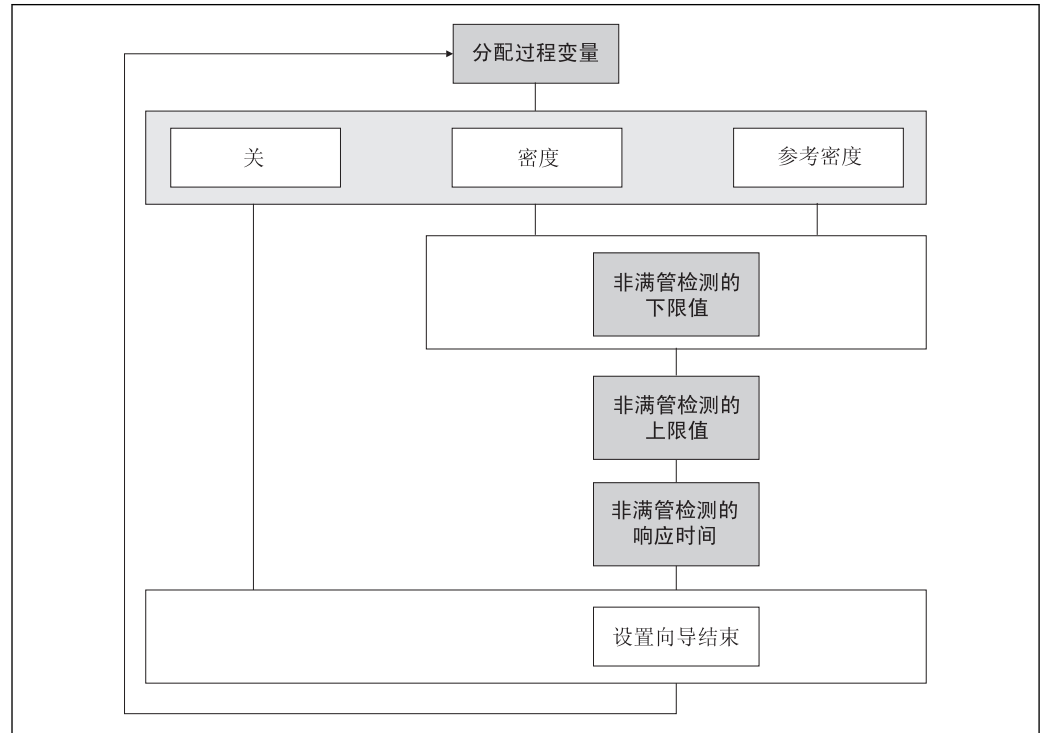 分配过程变量
关
密度
参考密度
非满管检测的
下限值
非满管检测的
上限值
非满管检测的
响应时间
设置向导结束